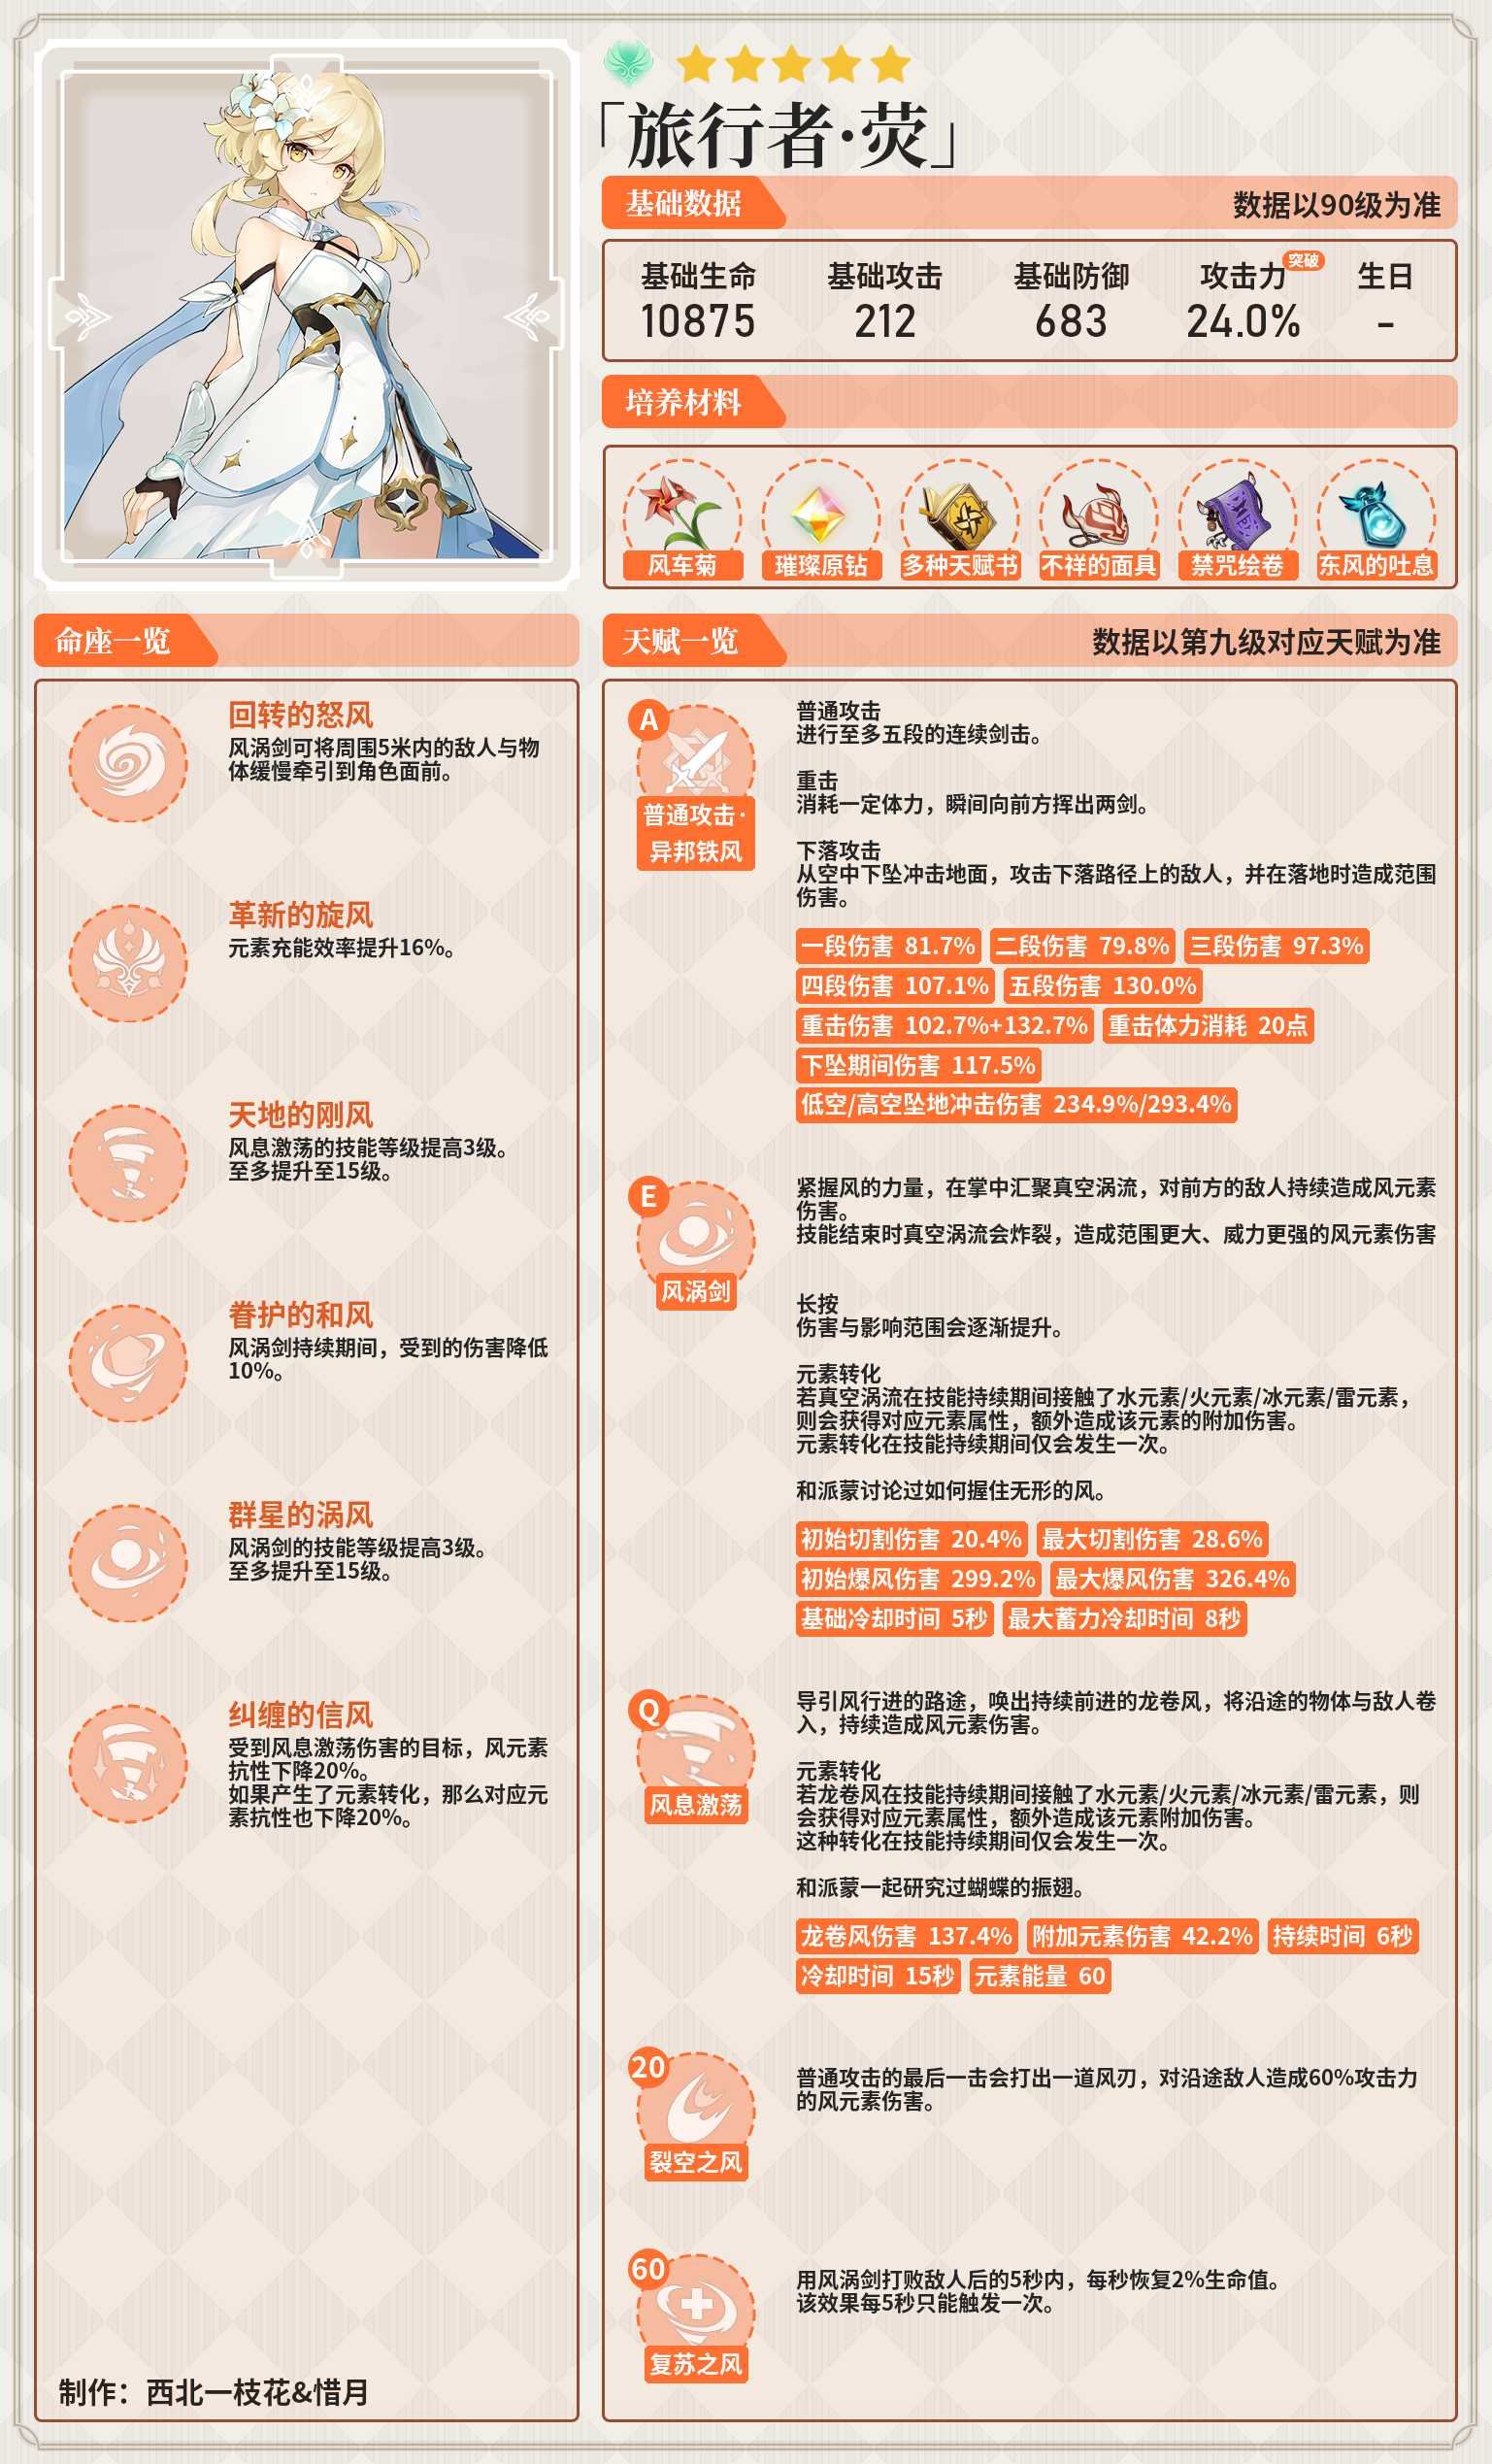 「旅行者·荧」
基础数据
数据以90级为准
基础生命 基础攻击 基础防御 攻击力 突破 生日
10875 212 683 24.0% -
培养材料
风车菊 璀璨原钻 多种天赋书 不祥的面具 禁咒绘卷 东风的吐息
命座一览
回转的怒风
风涡剑可将周围5米内的敌人与物
体缓慢牵引到角色面前。
革新的旋风
元素充能效率提升16%。
天地的刚风
风息激荡的技能等级提高3级。
至多提升至15级。
眷护的和风
风涡剑持续期间，受到的伤害降低
10%。
群星的涡风
风涡剑的技能等级提高3级。
至多提升至15级。
纠缠的信风
受到风息激荡伤害的目标，风元素
抗性下降20%。
如果产生了元素转化，那么对应元
素抗性也下降20%。
制作：西北一枝花&惜月
天赋一览
数据以第九级对应天赋为准
A
普通攻击·
异邦铁风
普通攻击
进行至多五段的连续剑击。
重击
消耗一定体力，瞬间向前方挥出两剑。
下落攻击
从空中下坠冲击地面，攻击下落路径上的敌人，并在落地时造成范围
伤害。
一段伤害 81.7% 二段伤害 79.8% 三段伤害 97.3%
四段伤害 107.1% 五段伤害 130.0%
重击伤害 102.7%+132.7% 重击体力消耗 20点
下坠期间伤害 117.5%
低空/高空坠地冲击伤害 234.9%/293.4%
E
风涡剑
紧握风的力量，在掌中汇聚真空涡流，对前方的敌人持续造成风元素
伤害。
技能结束时真空涡流会炸裂，造成范围更大、威力更强的风元素伤害
长按
伤害与影响范围会逐渐提升。
元素转化
若真空涡流在技能持续期间接触了水元素/火元素/冰元素/雷元素，
则会获得对应元素属性，额外造成该元素的附加伤害。
元素转化在技能持续期间仅会发生一次。
和派蒙讨论过如何握住无形的风。
初始切割伤害 20.4% 最大切割伤害 28.6%
初始爆风伤害 299.2% 最大爆风伤害 326.4%
基础冷却时间 5秒 最大蓄力冷却时间 8秒
Q
风息激荡
导引风行进的路途，唤出持续前进的龙卷风，将沿途的物体与敌人卷
入，持续造成风元素伤害。
元素转化
若龙卷风在技能持续期间接触了水元素/火元素/冰元素/雷元素，则
会获得对应元素属性，额外造成该元素附加伤害。
这种转化在技能持续期间仅会发生一次。
和派蒙一起研究过蝴蝶的振翅。
龙卷风伤害 137.4% 附加元素伤害 42.2% 持续时间 6秒
冷却时间 15秒 元素能量 60
20
裂空之风
普通攻击的最后一击会打出一道风刃，对沿途敌人造成60%攻击力
的风元素伤害。
60
复苏之风
用风涡剑打败敌人后的5秒内，每秒恢复2%生命值。
该效果每5秒只能触发一次。